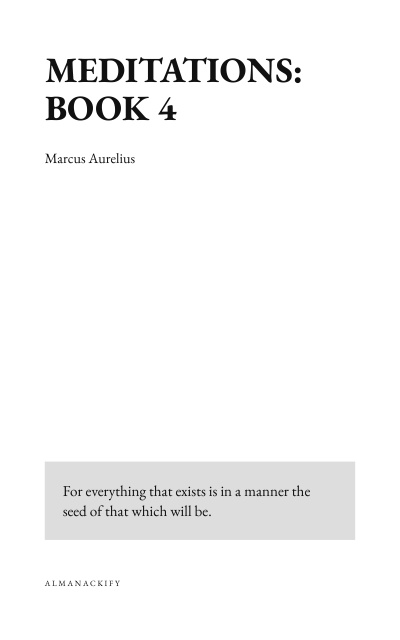 MEDITATIONS:
BOOK 4
Marcus Aurelius
For everything that exists is in a manner the
seed of that which will be.
ALMANACKIFY